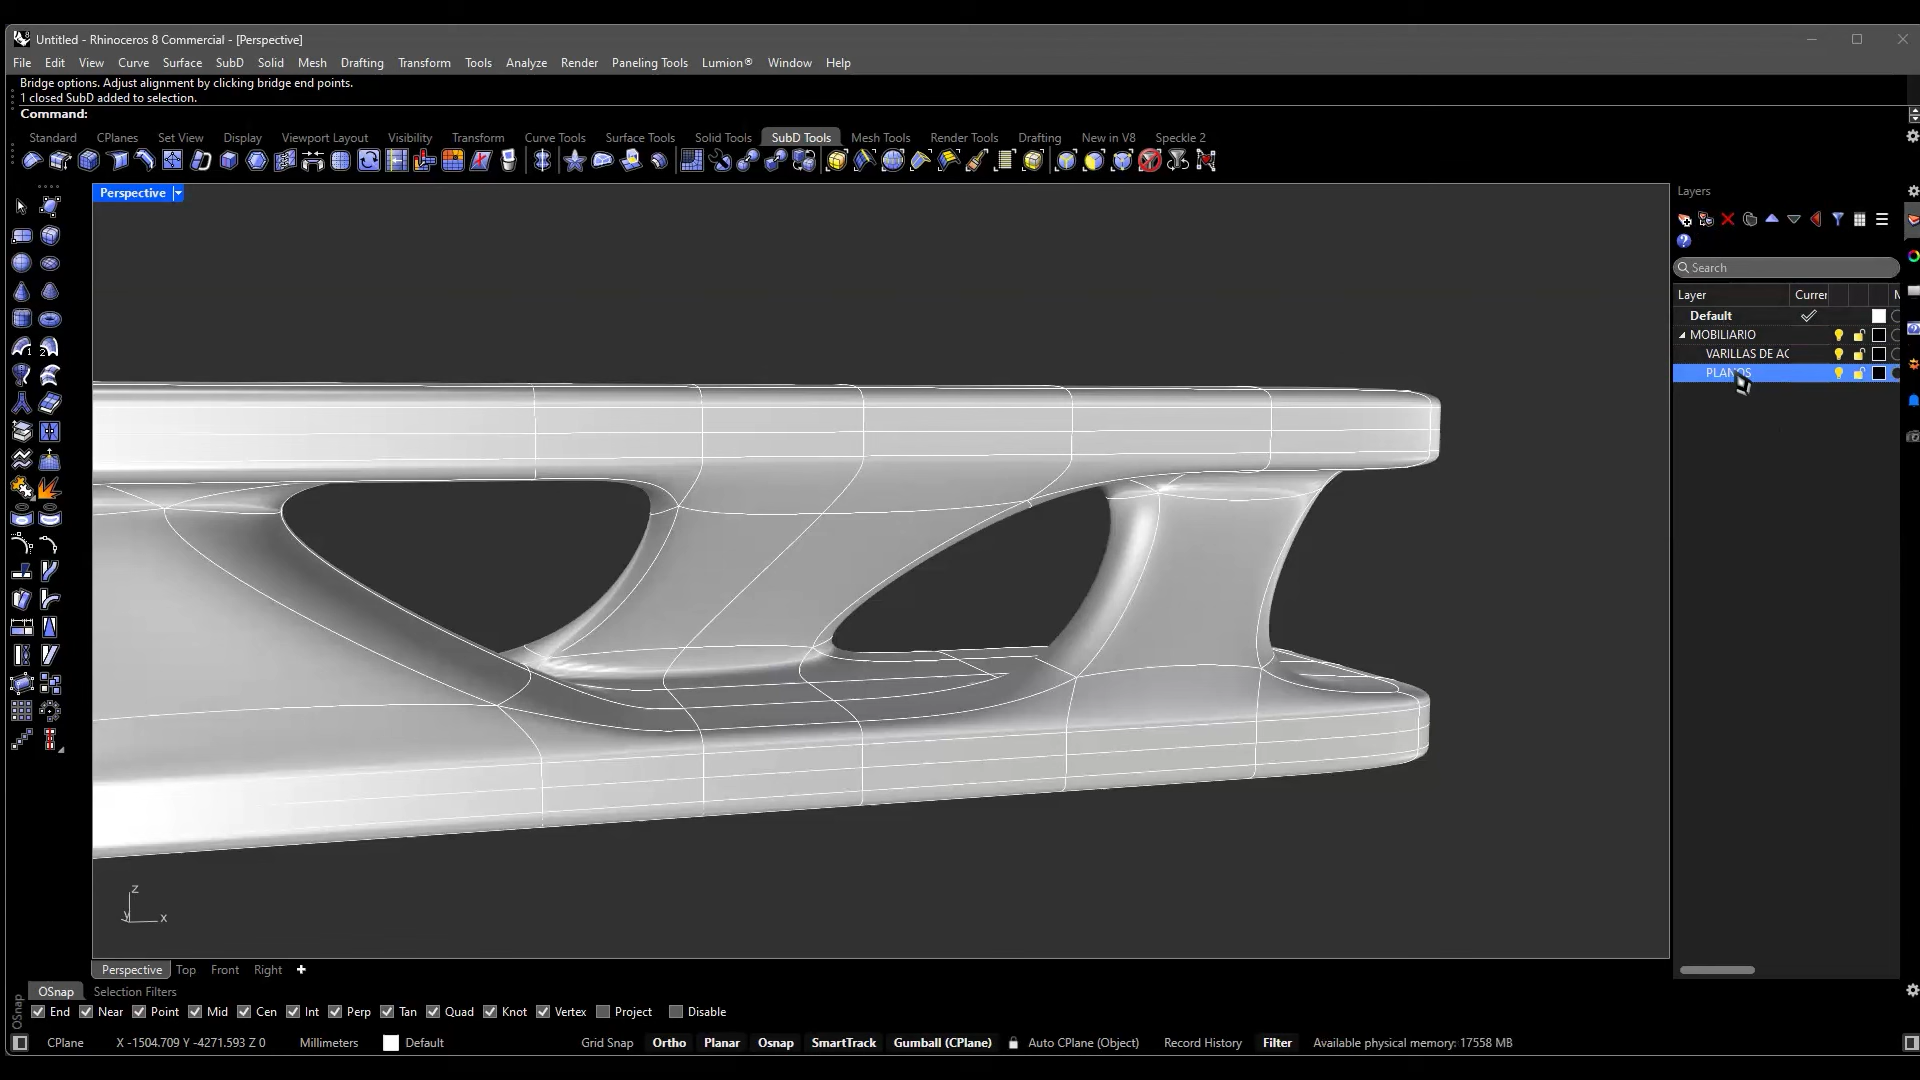 Untitled - Rhinoceros 8 Commercial - [Perspective]
File Edit View Curve Surface SubD Solid Mesh Drafting Transform Tools Analyze Render Paneling Tools Lumion® Window Help
Bridge options. Adjust alignment by clicking bridge end points.
1 closed SubD added to selection.
Command:
Standard CPlanes Set View Display Viewport Layout Visibility Transform Curve Tools Surface Tools Solid Tools SubD Tools Mesh Tools Render Tools Drafting New in V8 Speckle 2
Perspective
Layers
Search
Layer Currer M
Default
MOBILIARIO
VARILLAS DE AC
PLANOS
z
y x
Perspective Top Front Right
OSnap Selection Filters
OSnap
End Near Point Mid Cen Int Perp Tan Quad Knot Vertex Project Disable
CPlane X -1504.709 Y -4271.593 Z 0 Millimeters Default Grid Snap Ortho Planar Osnap SmartTrack Gumball (CPlane) Auto CPlane (Object) Record History Filter Available physical memory: 17558 MB